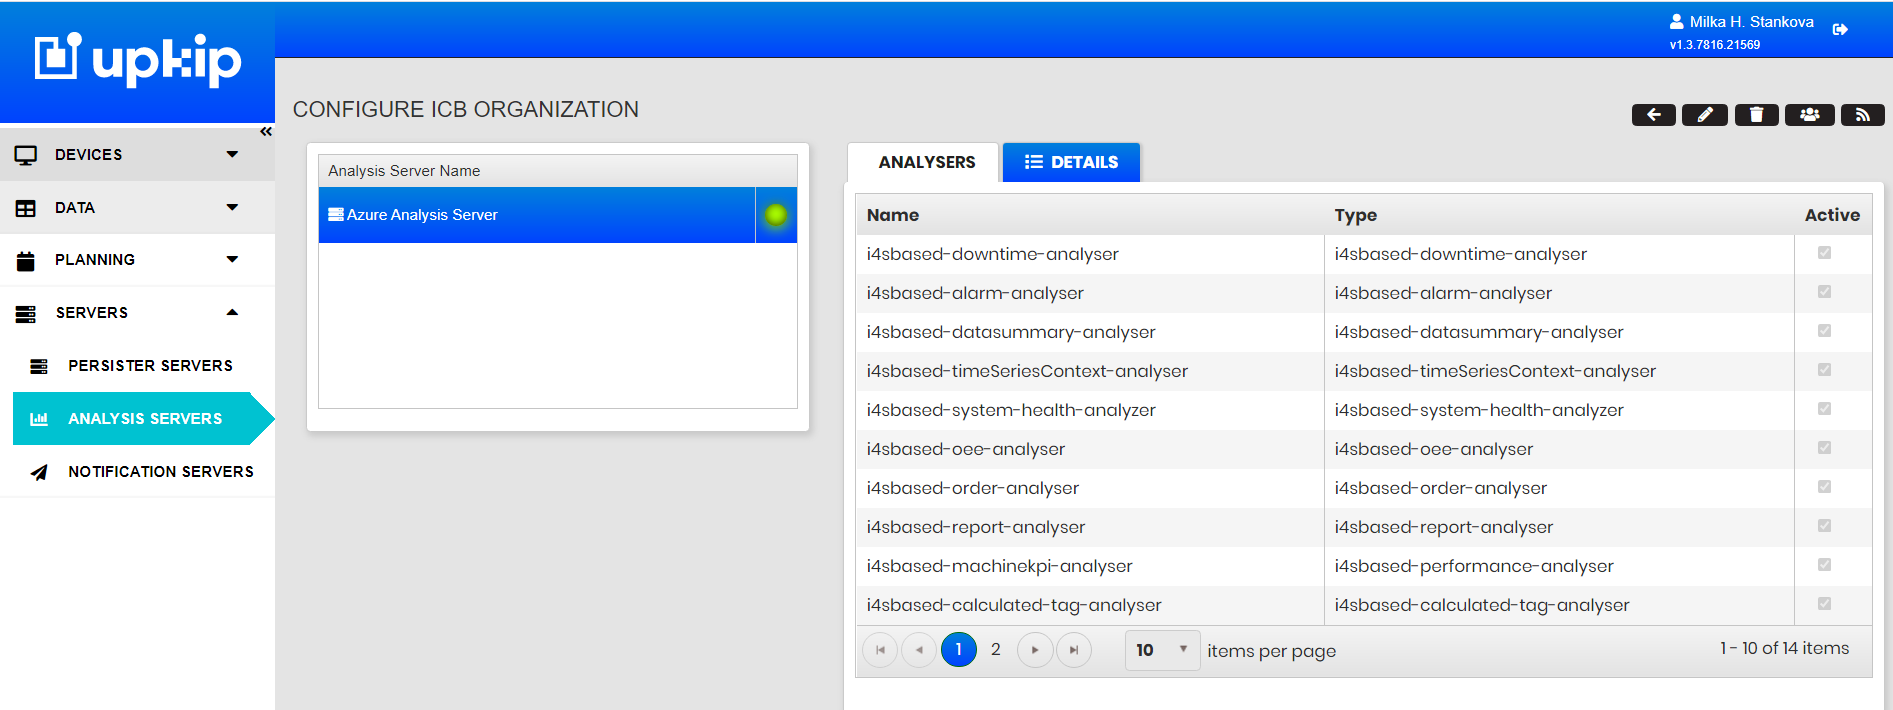 upkip
Milka H. Stankova
v1.3.7816.21569
CONFIGURE ICB ORGANIZATION
DEVICES
DATA
PLANNING
SERVERS
PERSISTER SERVERS
ANALYSIS SERVERS
NOTIFICATION SERVERS
Analysis Server Name
Azure Analysis Server
ANALYSERS DETAILS
Name Type Active
i4sbased-downtime-analyser i4sbased-downtime-analyser
i4sbased-alarm-analyser i4sbased-alarm-analyser
i4sbased-datasummary-analyser i4sbased-datasummary-analyser
i4sbased-timeSeriesContext-analyser i4sbased-timeSeriesContext-analyser
i4sbased-system-health-analyzer i4sbased-system-health-analyzer
i4sbased-oee-analyser i4sbased-oee-analyser
i4sbased-order-analyser i4sbased-order-analyser
i4sbased-report-analyser i4sbased-report-analyser
i4sbased-machinekpi-analyser i4sbased-performance-analyser
i4sbased-calculated-tag-analyser i4sbased-calculated-tag-analyser
1 2 10 items per page 1 - 10 of 14 items